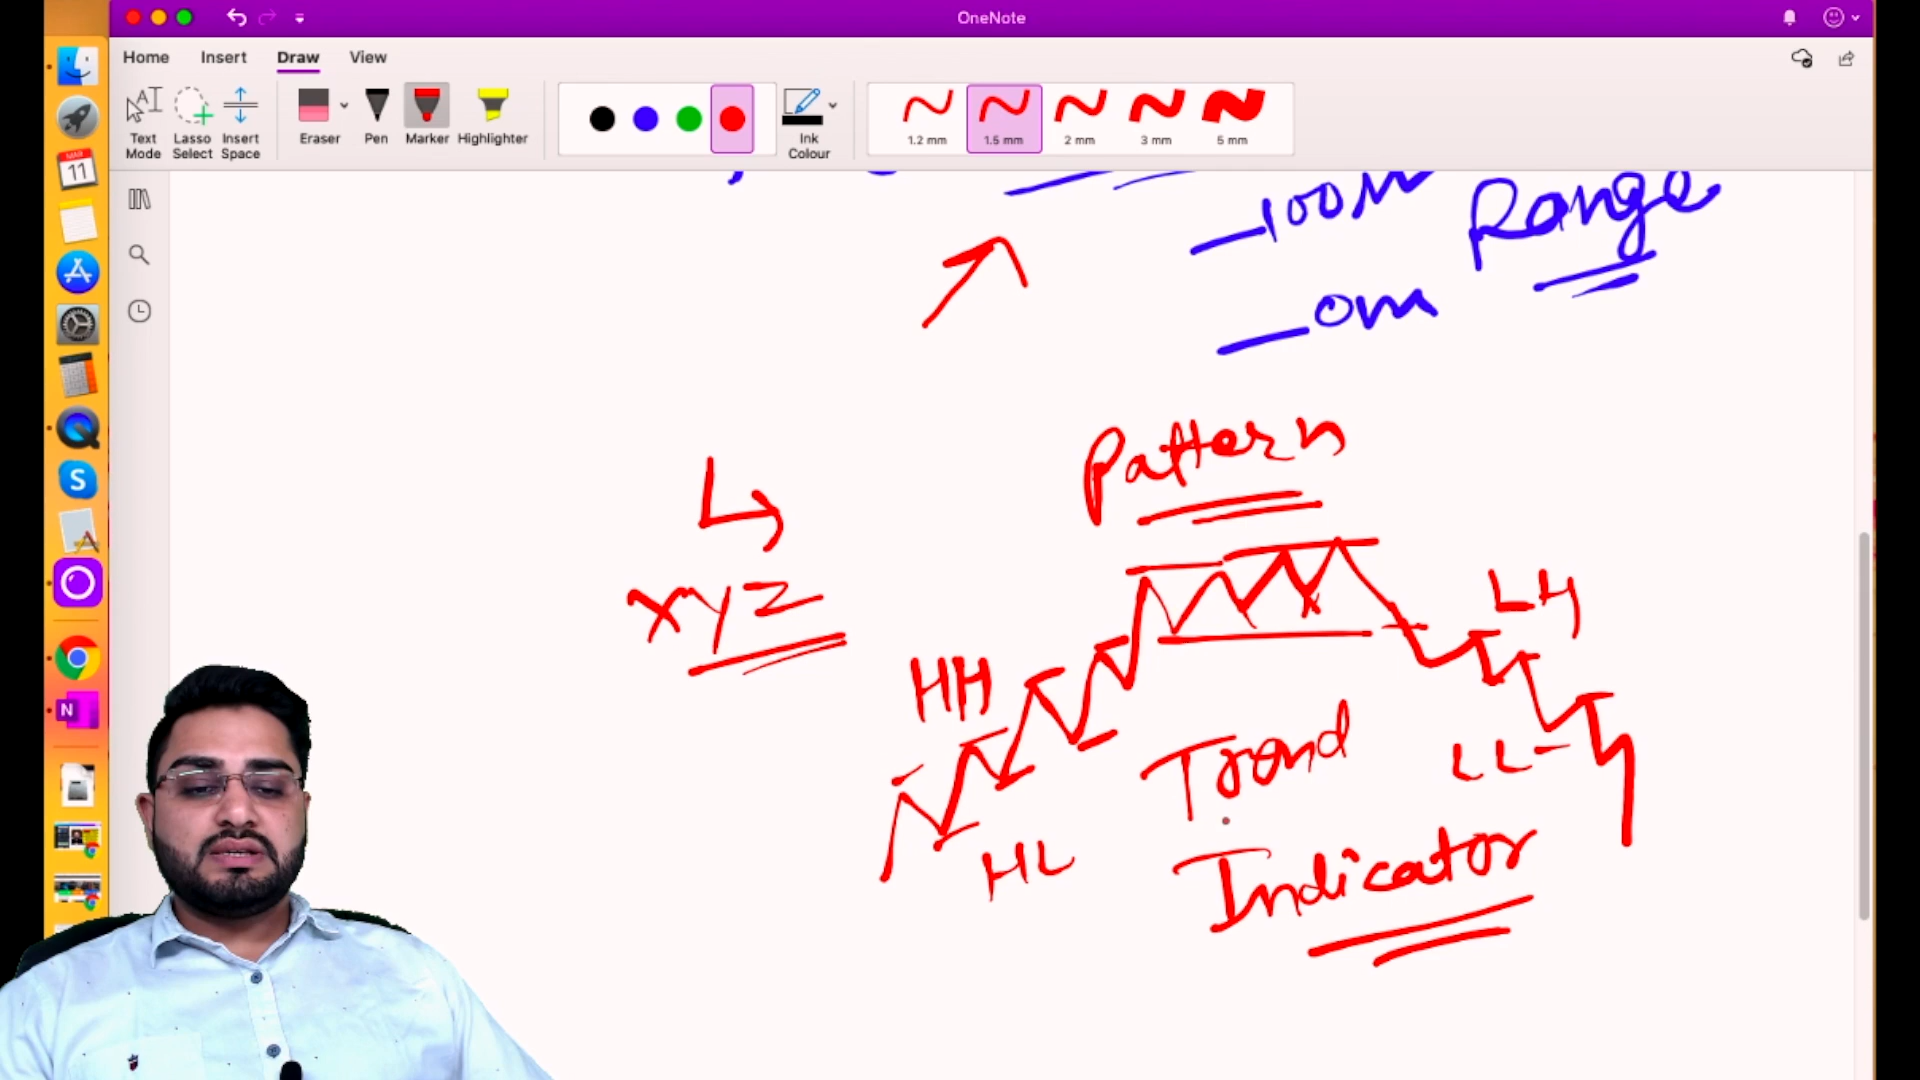 OneNote
Home Insert Draw View
Text Mode
Lasso Select
Insert Space
Eraser
Pen
Marker
Highlighter
Ink Colour
1.2 mm
1.5 mm
2 mm
3 mm
5 mm
MAR
11
S
N
100m
Range
0m
Pattern
xyz
LH
HH
Trend
LL
HL
Indicator